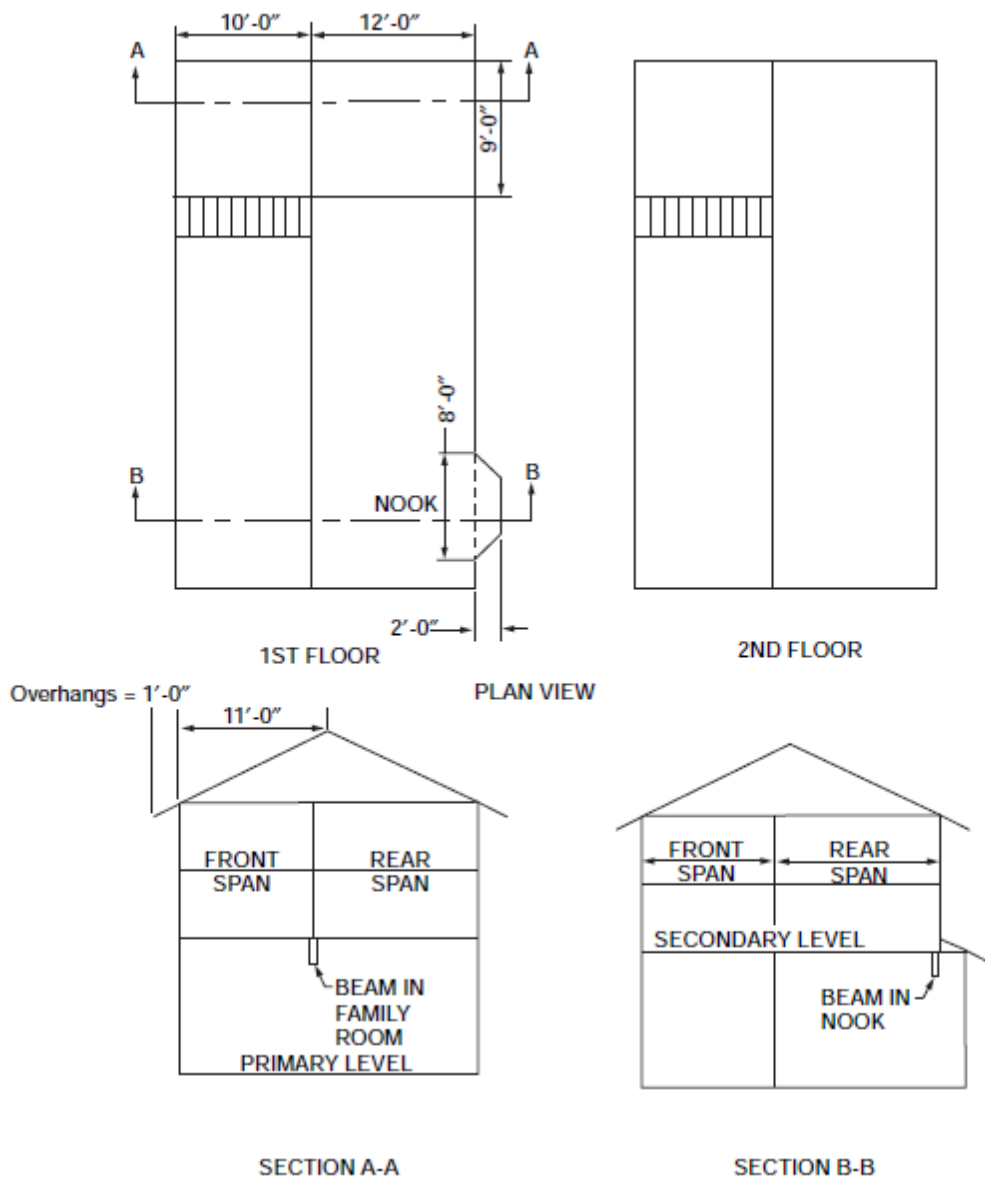 10′-0″ 12′-0″
A A
9′-0″
8′-0″
B B
NOOK
2′-0″
1ST FLOOR
2ND FLOOR
PLAN VIEW
Overhangs = 1′-0″
11′-0″
FRONT
SPAN
REAR
SPAN
BEAM IN
FAMILY
ROOM
PRIMARY LEVEL
SECTION A-A
FRONT
SPAN
REAR
SPAN
SECONDARY LEVEL
BEAM IN
NOOK
SECTION B-B